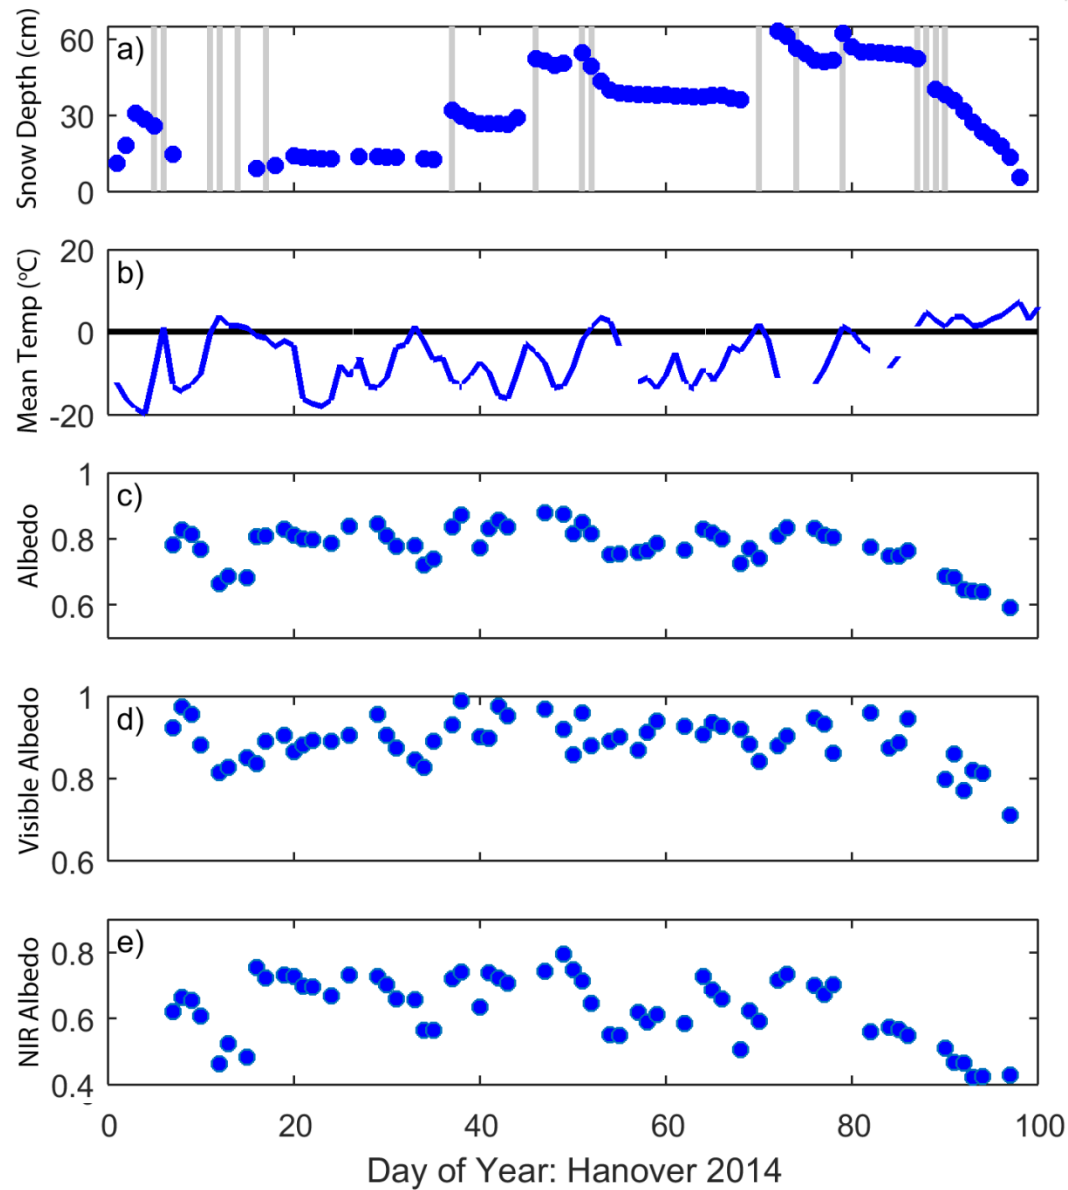 Snow Depth (cm)
60
30
0
a)
Mean Temp (°C)
20
0
-20
b)
Albedo
1
0.8
0.6
c)
Visible Albedo
1
0.8
0.6
d)
NIR Albedo
0.8
0.6
0.4
e)
0 20 40 60 80 100
Day of Year: Hanover 2014